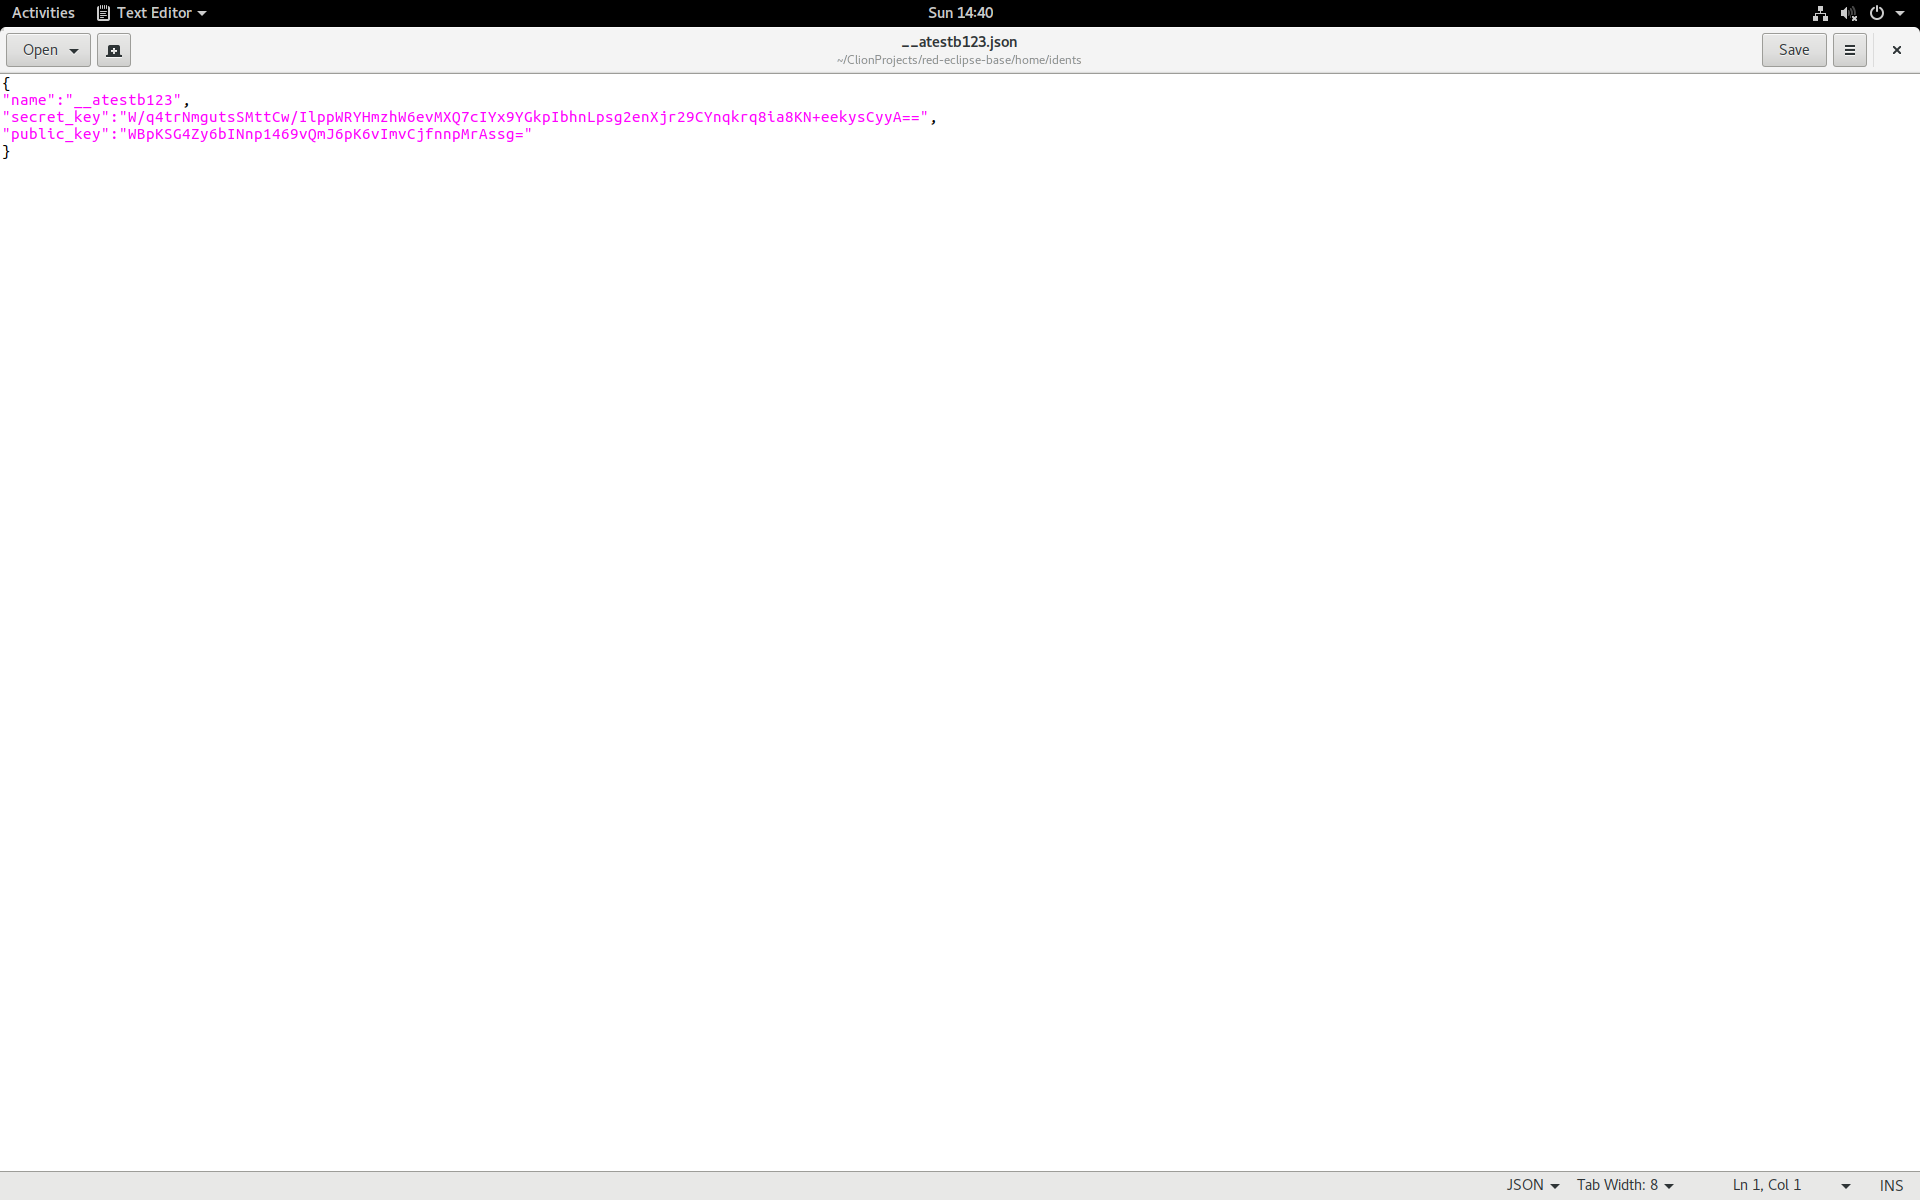 Activities Text Editor Sun 14:40
Open __atestb123.json Save
~/ClionProjects/red-eclipse-base/home/idents
{
"name":"__atestb123",
"secret_key":"W/q4trNmgutsSMttCw/IlppWRYHmzhW6evMXQ7cIYx9YGkpIbhnLpsg2enXjr29CYnqkrq8ia8KN+eekysCyyA==",
"public_key":"WBpKSG4Zy6bINnp1469vQmJ6pK6vImvCjfnnpMrAssg="
}
JSON Tab Width: 8 Ln 1, Col 1 INS